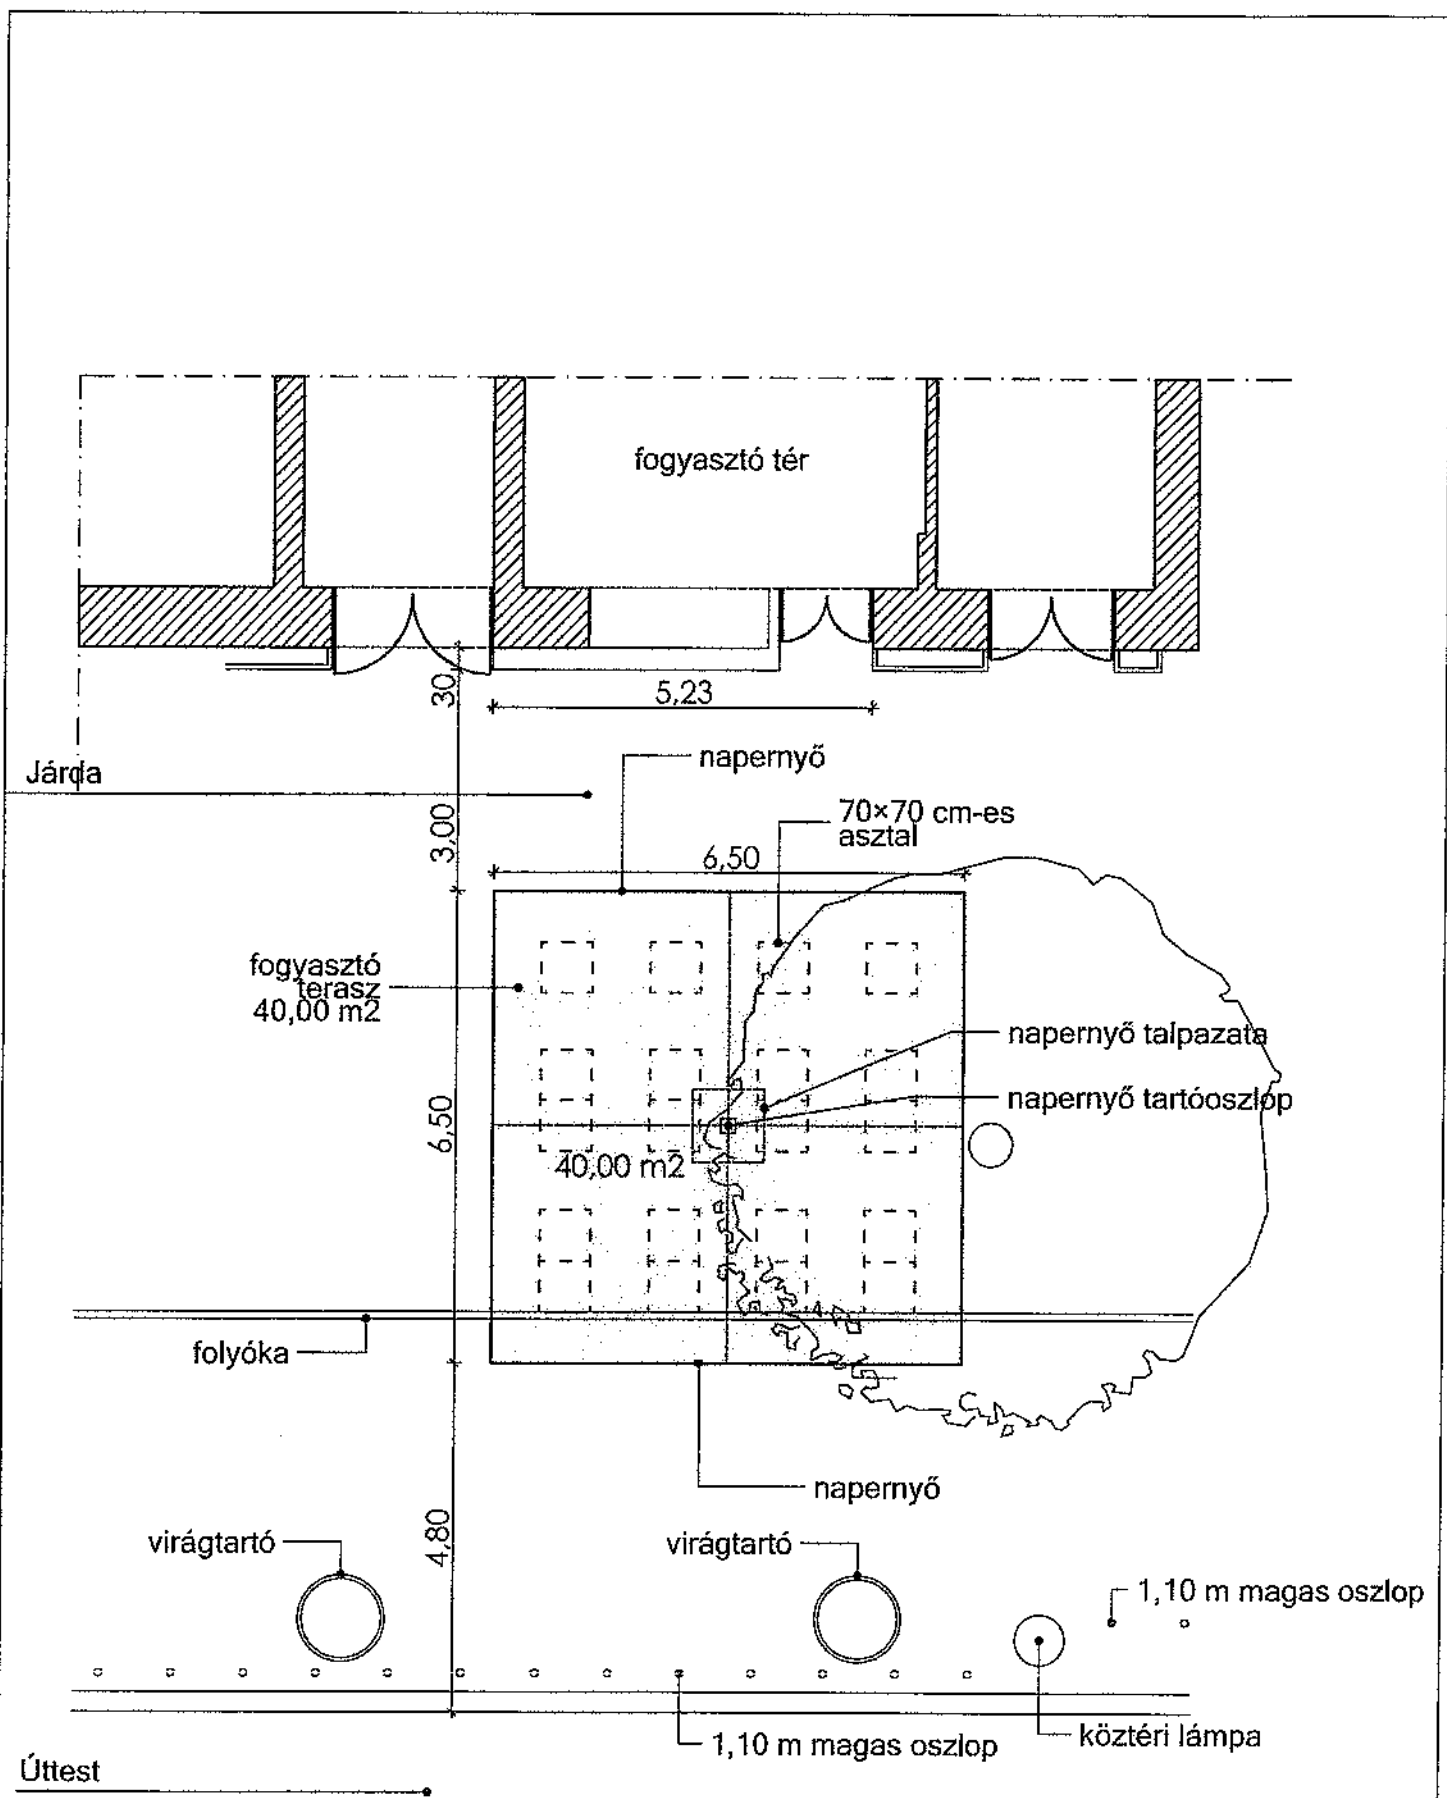 fogyasztó tér
30
5,23
napernyő
Járda
70×70 cm-es
asztal
3,00
6,50
fogyasztó
terasz
40,00 m2
napernyő talpazata
napernyő tartóoszlop
6,50
40,00 m2
folyóka
napernyő
4,80
virágtartó
virágtartó
1,10 m magas oszlop
1,10 m magas oszlop
köztéri lámpa
Úttest